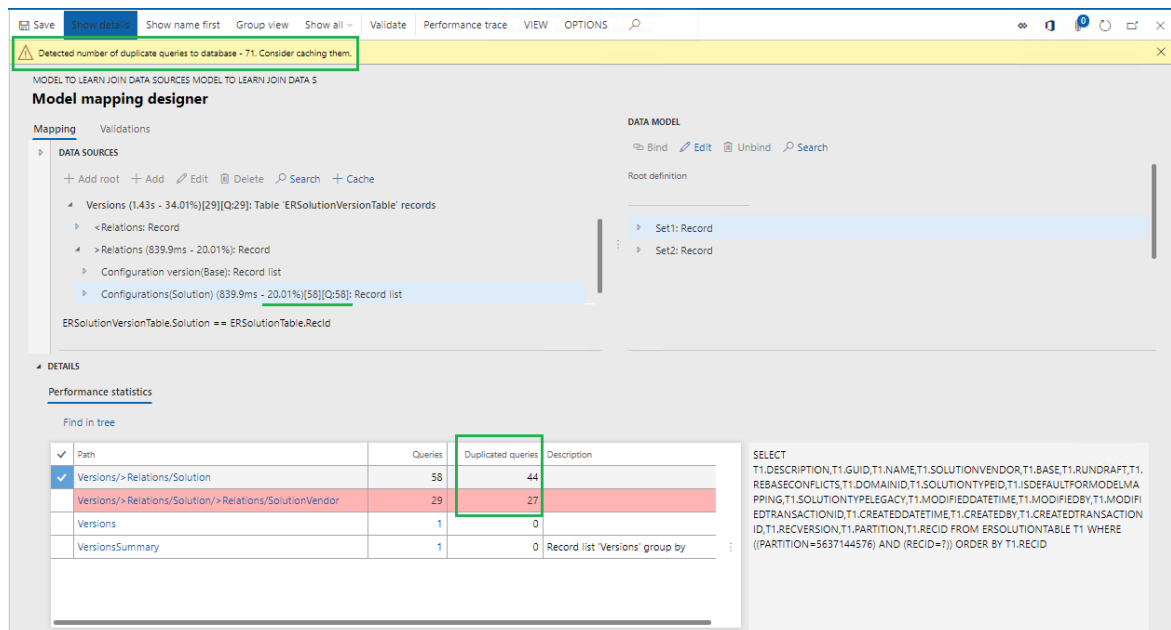 Save Show details Show name first Group view Show all Validate Performance trace VIEW OPTIONS 0
Detected number of duplicate queries to database - 71. Consider caching them.
MODEL TO LEARN JOIN DATA SOURCES MODEL TO LEARN JOIN DATA S
Model mapping designer
Mapping Validations
DATA SOURCES
+ Add root + Add Edit Delete Search + Cache
Versions (1.43s - 34.01%)[29][Q:29]: Table 'ERSolutionVersionTable' records
<Relations: Record
>Relations (839.9ms - 20.01%): Record
Configuration version(Base): Record list
Configurations(Solution) (839.9ms - 20.01%)[58][Q:58]: Record list
ERSolutionVersionTable.Solution == ERSolutionTable.RecId
DATA MODEL
Bind Edit Unbind Search
Root definition
Set1: Record
Set2: Record
DETAILS
Performance statistics
Find in tree
Path Queries Duplicated queries Description
Versions/>Relations/Solution 58 44
Versions/>Relations/Solution/>Relations/SolutionVendor 29 27
Versions 1 0
VersionsSummary 1 0 Record list 'Versions' group by
SELECT
T1.DESCRIPTION,T1.GUID,T1.NAME,T1.SOLUTIONVENDOR,T1.BASE,T1.RUNDRAFT,T1.
REBASECONFLICTS,T1.DOMAINID,T1.SOLUTIONTYPEID,T1.ISDEFAULTFORMODELMA
PPING,T1.SOLUTIONTYPELEGACY,T1.MODIFIEDDATETIME,T1.MODIFIEDBY,T1.MODIFI
EDTRANSACTIONID,T1.CREATEDDATETIME,T1.CREATEDBY,T1.CREATEDTRANSACTION
ID,T1.RECVERSION,T1.PARTITION,T1.RECID FROM ERSOLUTIONTABLE T1 WHERE
((PARTITION=5637144576) AND (RECID=?)) ORDER BY T1.RECID